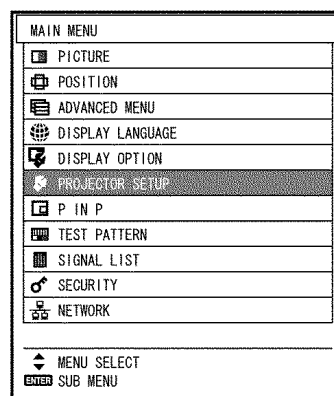 MAIN MENU
PICTURE
POSITION
ADVANCED MENU
DISPLAY LANGUAGE
DISPLAY OPTION
PROJECTOR SETUP
P IN P
TEST PATTERN
SIGNAL LIST
SECURITY
NETWORK
MENU SELECT
ENTER SUB MENU